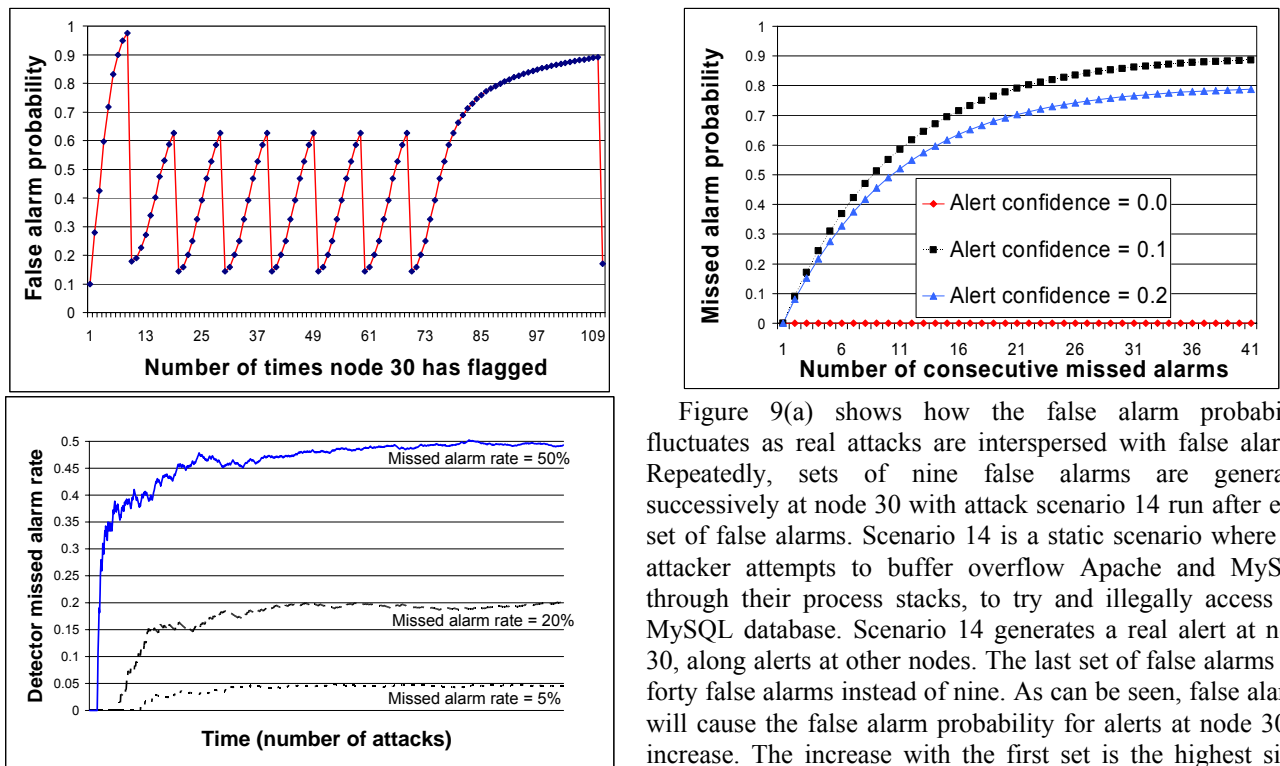 False alarm probability
1
0.9
0.8
0.7
0.6
0.5
0.4
0.3
0.2
0.1
0
1 13 25 37 49 61 73 85 97 109
Number of times node 30 has flagged
Missed alarm probability
1
0.9
0.8
0.7
0.6
0.5
0.4
0.3
0.2
0.1
0
Alert confidence = 0.0
Alert confidence = 0.1
Alert confidence = 0.2
1 6 11 16 21 26 31 36 41
Number of consecutive missed alarms
Detector missed alarm rate
0.5
0.45
0.4
0.35
0.3
0.25
0.2
0.15
0.1
0.05
0
Missed alarm rate = 50%
Missed alarm rate = 20%
Missed alarm rate = 5%
Time (number of attacks)
Figure 9(a) shows how the false alarm probabi
fluctuates as real attacks are interspersed with false alar
Repeatedly, sets of nine false alarms are genera
successively at node 30 with attack scenario 14 run after e
set of false alarms. Scenario 14 is a static scenario where
attacker attempts to buffer overflow Apache and MyS
through their process stacks, to try and illegally access
MySQL database. Scenario 14 generates a real alert at n
30, along alerts at other nodes. The last set of false alarms
forty false alarms instead of nine. As can be seen, false alar
will cause the false alarm probability for alerts at node 30
increase. The increase with the first set is the highest si